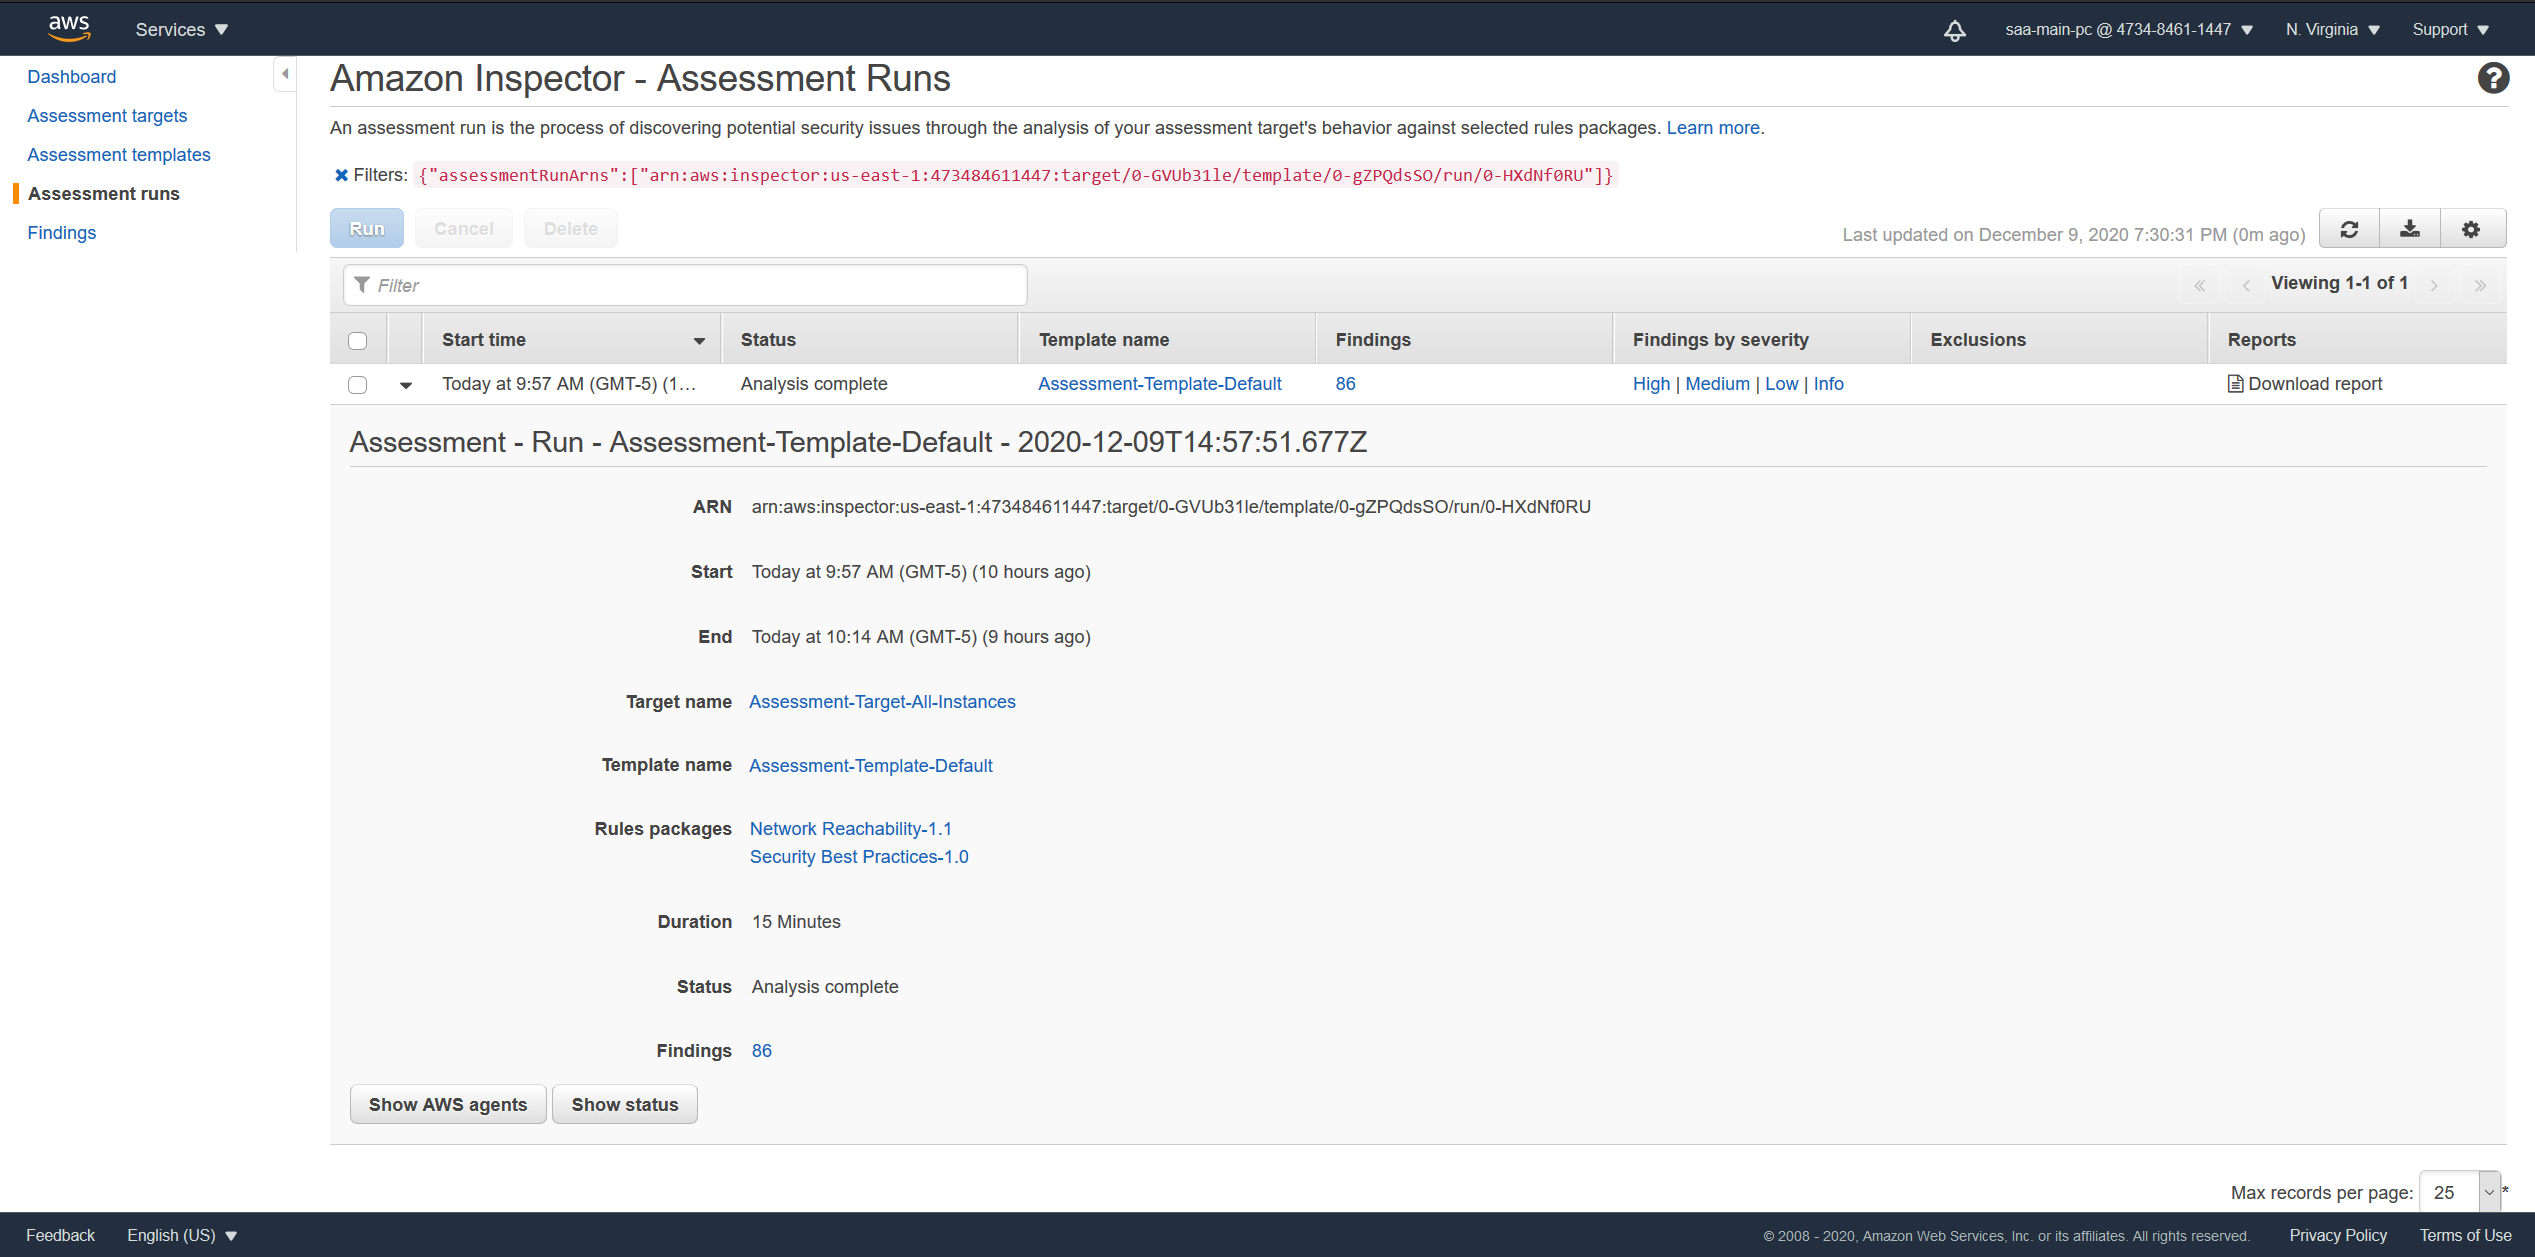 aws Services saa-main-pc @ 4734-8461-1447 N. Virginia Support
Dashboard
Assessment targets
Assessment templates
Assessment runs
Findings
Amazon Inspector - Assessment Runs
An assessment run is the process of discovering potential security issues through the analysis of your assessment target's behavior against selected rules packages. Learn more.
Filters: {"assessmentRunArns":["arn:aws:inspector:us-east-1:473484611447:target/0-GVUb31le/template/0-gZPQdsSO/run/0-HXdNf0RU"]}
Run Cancel Delete Last updated on December 9, 2020 7:30:31 PM (0m ago)
Filter « ‹ Viewing 1-1 of 1 › »
Start time Status Template name Findings Findings by severity Exclusions Reports
Today at 9:57 AM (GMT-5) (1… Analysis complete Assessment-Template-Default 86 High | Medium | Low | Info Download report
Assessment - Run - Assessment-Template-Default - 2020-12-09T14:57:51.677Z
ARN arn:aws:inspector:us-east-1:473484611447:target/0-GVUb31le/template/0-gZPQdsSO/run/0-HXdNf0RU
Start Today at 9:57 AM (GMT-5) (10 hours ago)
End Today at 10:14 AM (GMT-5) (9 hours ago)
Target name Assessment-Target-All-Instances
Template name Assessment-Template-Default
Rules packages Network Reachability-1.1
Security Best Practices-1.0
Duration 15 Minutes
Status Analysis complete
Findings 86
Show AWS agents Show status
Max records per page: 25 *
Feedback English (US) © 2008 - 2020, Amazon Web Services, Inc. or its affiliates. All rights reserved. Privacy Policy Terms of Use